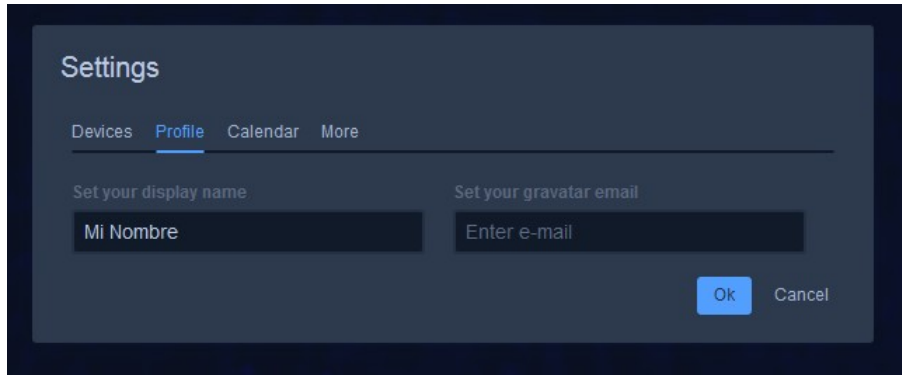 Settings
Devices Profile Calendar More
Set your display name Set your gravatar email
Mi Nombre Enter e-mail
Ok Cancel